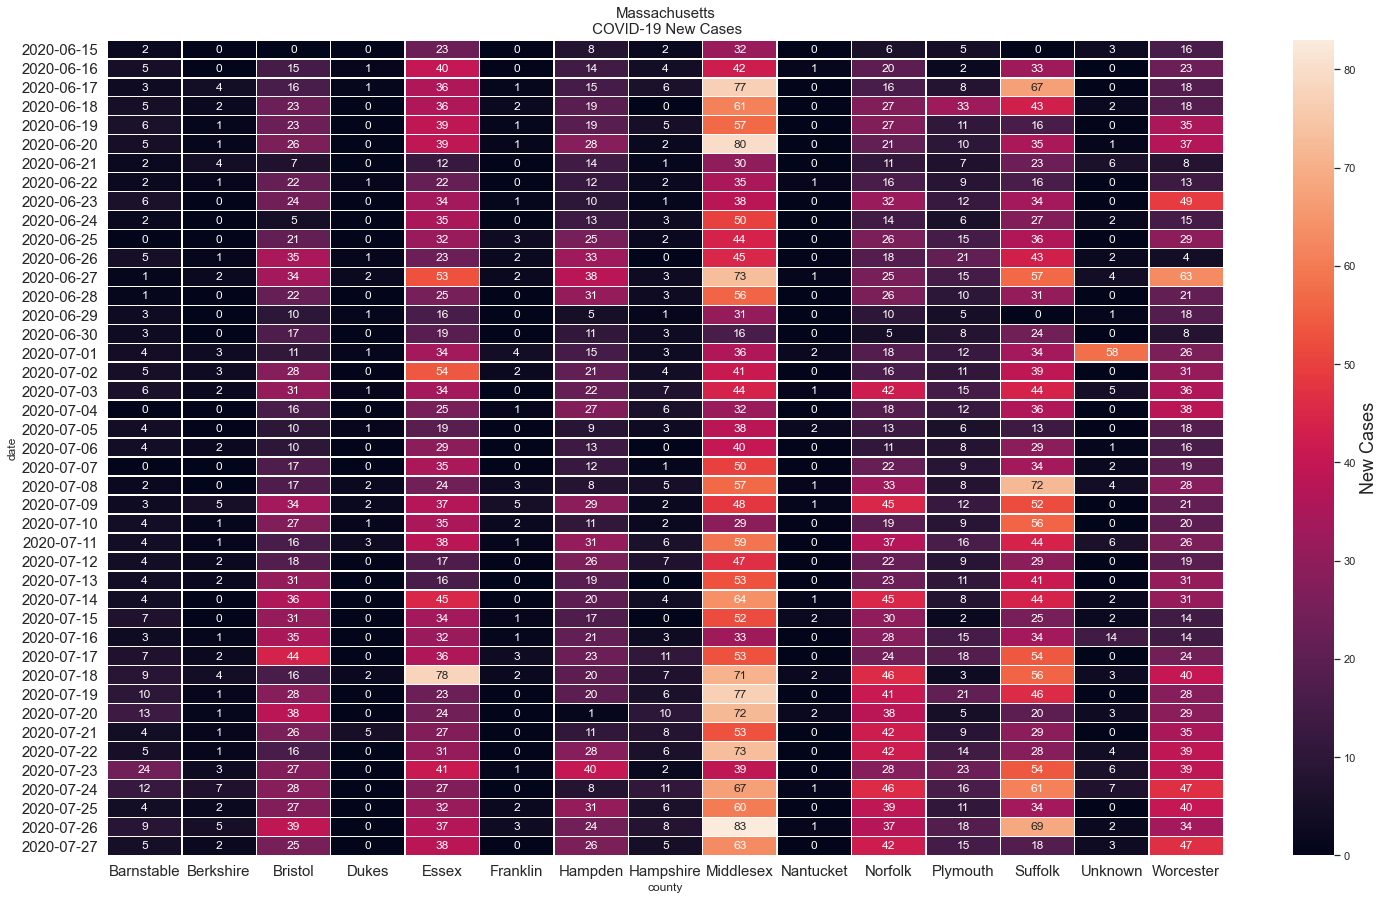 Massachusetts
COVID-19 New Cases
2020-06-15 2 0 0 0 23 0 8 2 32 0 6 5 0 3 16
2020-06-16 5 0 15 1 40 0 14 4 42 1 20 2 33 0 23
2020-06-17 3 4 16 1 36 1 15 6 77 0 16 8 67 0 18
2020-06-18 5 2 23 0 36 2 19 0 61 0 27 33 43 2 18
2020-06-19 6 1 23 0 39 1 19 5 57 0 27 11 16 0 35
2020-06-20 5 1 26 0 39 1 28 2 80 0 21 10 35 1 37
2020-06-21 2 4 7 0 12 0 14 1 30 0 11 7 23 6 8
2020-06-22 2 1 22 1 22 0 12 2 35 1 16 9 16 0 13
2020-06-23 6 0 24 0 34 1 10 1 38 0 32 12 34 0 49
2020-06-24 2 0 5 0 35 0 13 3 50 0 14 6 27 2 15
2020-06-25 0 0 21 0 32 3 25 2 44 0 26 15 36 0 29
2020-06-26 5 1 35 1 23 2 33 0 45 0 18 21 43 2 4
2020-06-27 1 2 34 2 53 2 38 3 73 1 25 15 57 4 63
2020-06-28 1 0 22 0 25 0 31 3 56 0 26 10 31 0 21
2020-06-29 3 0 10 1 16 0 5 1 31 0 10 5 0 1 18
2020-06-30 3 0 17 0 19 0 11 3 16 0 5 8 24 0 8
2020-07-01 4 3 11 1 34 4 15 3 36 2 18 12 34 58 26
2020-07-02 5 3 28 0 54 2 21 4 41 0 16 11 39 0 31
2020-07-03 6 2 31 1 34 0 22 7 44 1 42 15 44 5 36
2020-07-04 0 0 16 0 25 1 27 6 32 0 18 12 36 0 38
2020-07-05 4 0 10 1 19 0 9 3 38 2 13 6 13 0 18
2020-07-06 4 2 10 0 29 0 13 0 40 0 11 8 29 1 16
2020-07-07 0 0 17 0 35 0 12 1 50 0 22 9 34 2 19
2020-07-08 2 0 17 2 24 3 8 5 57 1 33 8 72 4 28
2020-07-09 3 5 34 2 37 5 29 2 48 1 45 12 52 0 21
2020-07-10 4 1 27 1 35 2 11 2 29 0 19 9 56 0 20
2020-07-11 4 1 16 3 38 1 31 6 59 0 37 16 44 6 26
2020-07-12 4 2 18 0 17 0 26 7 47 0 22 9 29 0 19
2020-07-13 4 2 31 0 16 0 19 0 53 0 23 11 41 0 31
2020-07-14 4 0 36 0 45 0 20 4 64 1 45 8 44 2 31
2020-07-15 7 0 31 0 34 1 17 0 52 2 30 2 25 2 14
2020-07-16 3 1 35 0 32 1 21 3 33 0 28 15 34 14 14
2020-07-17 7 2 44 0 36 3 23 11 53 0 24 18 54 0 24
2020-07-18 9 4 16 2 78 2 20 7 71 2 46 3 56 3 40
2020-07-19 10 1 28 0 23 0 20 6 77 0 41 21 46 0 28
2020-07-20 13 1 38 0 24 0 1 10 72 2 38 5 20 3 29
2020-07-21 4 1 26 5 27 0 11 8 53 0 42 9 29 0 35
2020-07-22 5 1 16 0 31 0 28 6 73 0 42 14 28 4 39
2020-07-23 24 3 27 0 41 1 40 2 39 0 28 23 54 6 39
2020-07-24 12 7 28 0 27 0 8 11 67 1 46 16 61 7 47
2020-07-25 4 2 27 0 32 2 31 6 60 0 39 11 34 0 40
2020-07-26 9 5 39 0 37 3 24 8 83 1 37 18 69 2 34
2020-07-27 5 2 25 0 38 0 26 5 63 0 42 15 18 3 47
Barnstable Berkshire Bristol Dukes Essex Franklin Hampden Hampshire Middlesex Nantucket Norfolk Plymouth Suffolk Unknown Worcester
county
date
80
70
60
50
40
30
20
10
0
New Cases